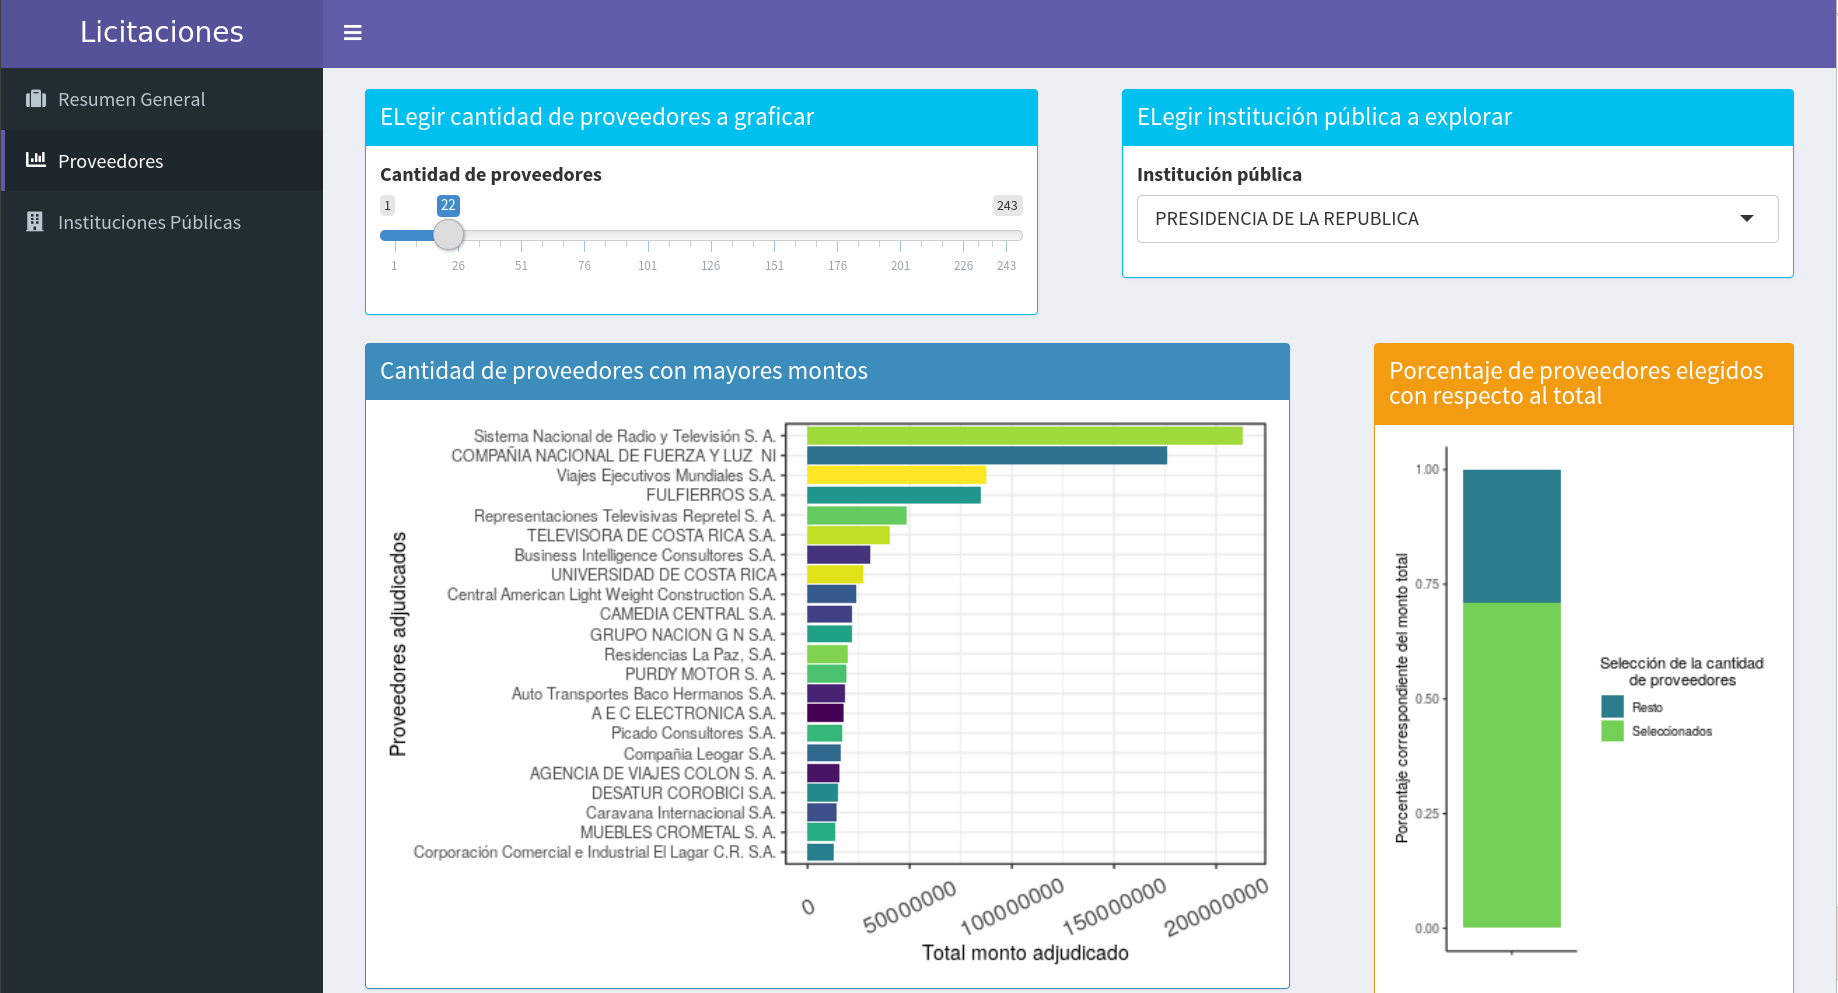 Licitaciones
Resumen General
Proveedores
Instituciones Públicas
ELegir cantidad de proveedores a graficar
Cantidad de proveedores
1
22
243
1
26
51
76
101
126
151
176
201
226
243
ELegir institución pública a explorar
Institución pública
PRESIDENCIA DE LA REPUBLICA
Cantidad de proveedores con mayores montos
Proveedores adjudicados
Sistema Nacional de Radio y Televisión S. A.
COMPAÑIA NACIONAL DE FUERZA Y LUZ  NI
Viajes Ejecutivos Mundiales S.A.
FULFIERROS S.A.
Representaciones Televisivas Repretel S. A.
TELEVISORA DE COSTA RICA S.A.
Business Intelligence Consultores S.A.
UNIVERSIDAD DE COSTA RICA
Central American Light Weight Construction S.A.
CAMEDIA CENTRAL S.A.
GRUPO NACION G N S.A.
Residencias La Paz, S.A.
PURDY MOTOR S. A.
Auto Transportes Baco Hermanos S.A.
A E C ELECTRONICA S.A.
Picado Consultores S.A.
Compañia Leogar S.A.
AGENCIA DE VIAJES COLON S. A.
DESATUR COROBICI S.A.
Caravana Internacional S.A.
MUEBLES CROMETAL S. A.
Corporación Comercial e Industrial El Lagar C.R. S.A.
0
50000000
100000000
150000000
200000000
Total monto adjudicado
Porcentaje de proveedores elegidos
con respecto al total
Porcentaje correspondiente del monto total
1.00
0.75
0.50
0.25
0.00
Selección de la cantidad
de proveedores
Resto
Seleccionados